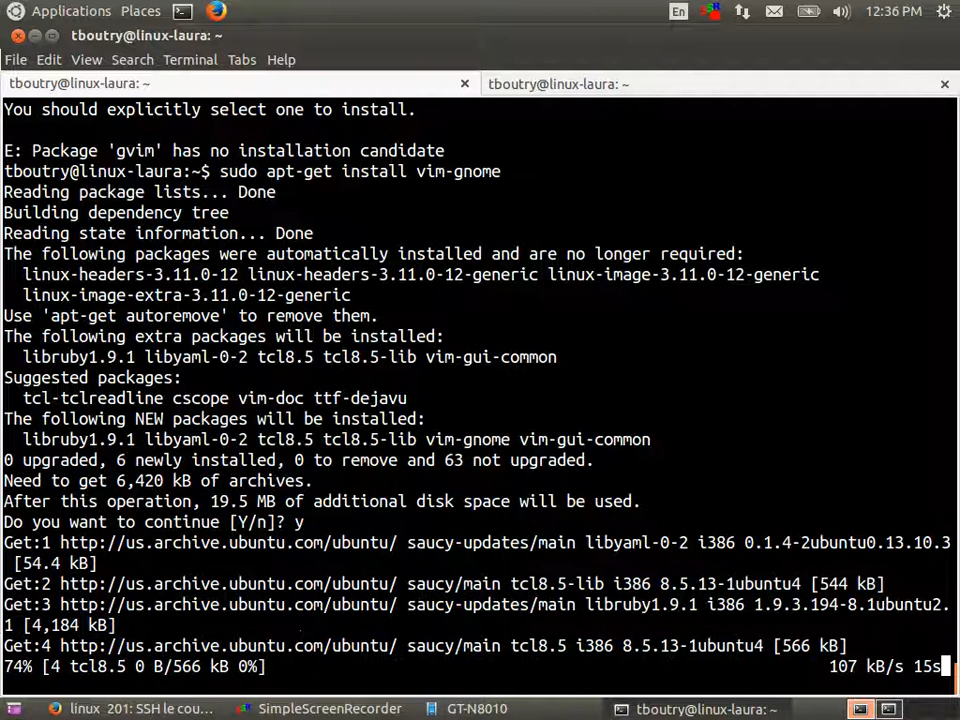 Applications Places En 12:36 PM
tboutry@linux-laura: ~
File Edit View Search Terminal Tabs Help
tboutry@linux-laura: ~ × tboutry@linux-laura: ~ ×
You should explicitly select one to install.
E: Package 'gvim' has no installation candidate
tboutry@linux-laura:~$ sudo apt-get install vim-gnome
Reading package lists... Done
Building dependency tree
Reading state information... Done
The following packages were automatically installed and are no longer required:
linux-headers-3.11.0-12 linux-headers-3.11.0-12-generic linux-image-3.11.0-12-generic
linux-image-extra-3.11.0-12-generic
Use 'apt-get autoremove' to remove them.
The following extra packages will be installed:
libruby1.9.1 libyaml-0-2 tcl8.5 tcl8.5-lib vim-gui-common
Suggested packages:
tcl-tclreadline cscope vim-doc ttf-dejavu
The following NEW packages will be installed:
libruby1.9.1 libyaml-0-2 tcl8.5 tcl8.5-lib vim-gnome vim-gui-common
0 upgraded, 6 newly installed, 0 to remove and 63 not upgraded.
Need to get 6,420 kB of archives.
After this operation, 19.5 MB of additional disk space will be used.
Do you want to continue [Y/n]? y
Get:1 http://us.archive.ubuntu.com/ubuntu/ saucy-updates/main libyaml-0-2 i386 0.1.4-2ubuntu0.13.10.3
[54.4 kB]
Get:2 http://us.archive.ubuntu.com/ubuntu/ saucy/main tcl8.5-lib i386 8.5.13-1ubuntu4 [544 kB]
Get:3 http://us.archive.ubuntu.com/ubuntu/ saucy-updates/main libruby1.9.1 i386 1.9.3.194-8.1ubuntu2.
1 [4,184 kB]
Get:4 http://us.archive.ubuntu.com/ubuntu/ saucy/main tcl8.5 i386 8.5.13-1ubuntu4 [566 kB]
74% [4 tcl8.5 0 B/566 kB 0%] 107 kB/s 15s
linux 201: SSH le cou... SimpleScreenRecorder GT-N8010 tboutry@linux-laura: ~